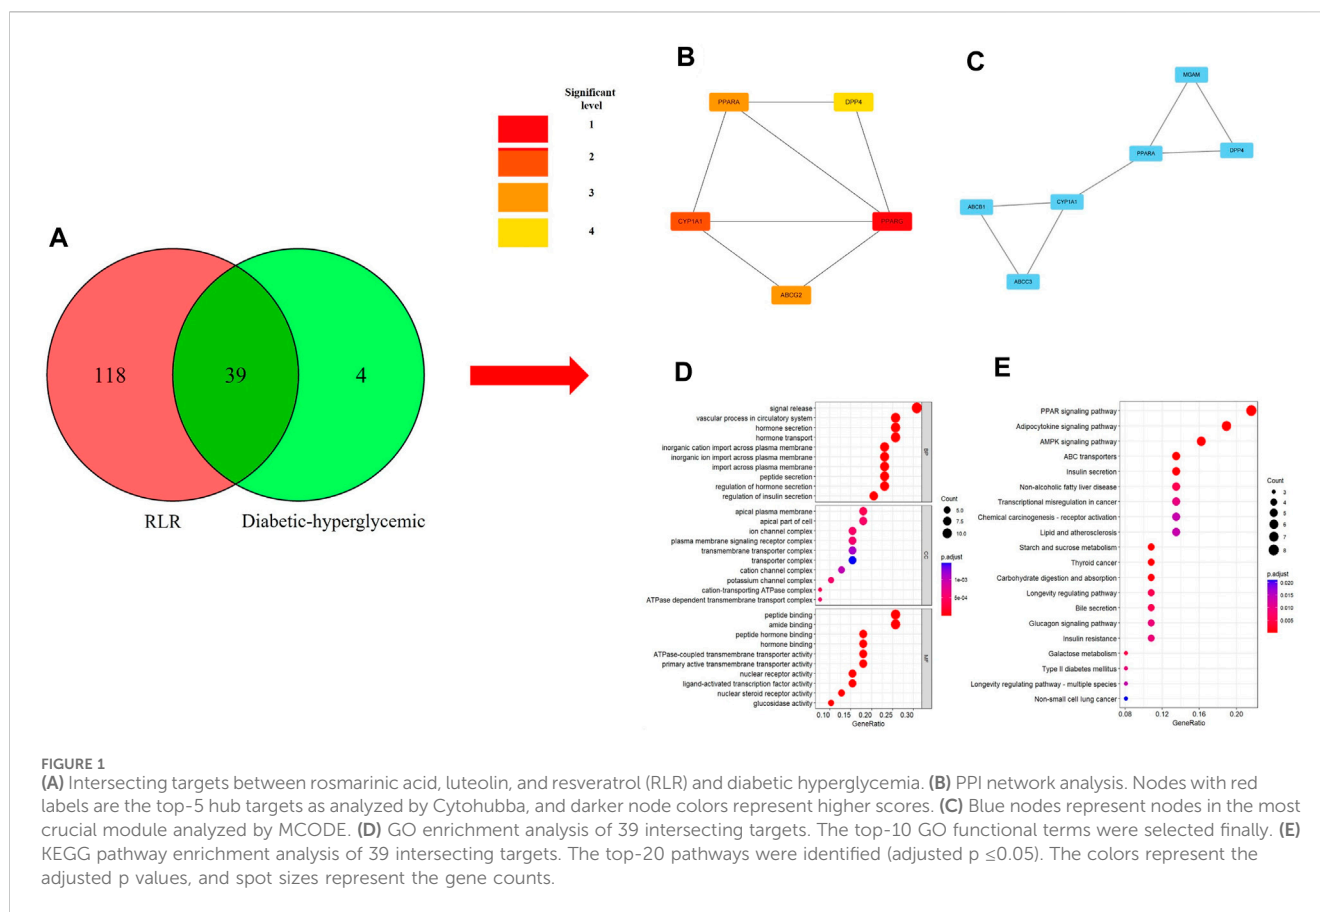 Significant
level
1
2
3
4
A
118
39
4
RLR
Diabetic-hyperglycemic
B
PPARA
DPP4
CYP1A1
PPARG
ABCG2
C
MGAM
PPARA
DPP4
ABCB1
CYP1A1
ABCC3
D
signal release
vascular process in circulatory system
hormone secretion
hormone transport
inorganic cation import across plasma membrane
inorganic ion import across plasma membrane
import across plasma membrane
peptide secretion
regulation of hormone secretion
regulation of insulin secretion
BP
apical plasma membrane
apical part of cell
ion channel complex
plasma membrane signaling receptor complex
transmembrane transporter complex
transporter complex
cation channel complex
potassium channel complex
cation-transporting ATPase complex
ATPase dependent transmembrane transport complex
CC
peptide binding
amide binding
peptide hormone binding
hormone binding
ATPase-coupled transmembrane transporter activity
primary active transmembrane transporter activity
nuclear receptor activity
ligand-activated transcription factor activity
nuclear steroid receptor activity
glucosidase activity
MF
0.10 0.15 0.20 0.25 0.30
GeneRatio
Count
5.0
7.5
10.0
p.adjust
1e-03
5e-04
E
PPAR signaling pathway
Adipocytokine signaling pathway
AMPK signaling pathway
ABC transporters
Insulin secretion
Non-alcoholic fatty liver disease
Transcriptional misregulation in cancer
Chemical carcinogenesis - receptor activation
Lipid and atherosclerosis
Starch and sucrose metabolism
Thyroid cancer
Carbohydrate digestion and absorption
Longevity regulating pathway
Bile secretion
Glucagon signaling pathway
Insulin resistance
Galactose metabolism
Type II diabetes mellitus
Longevity regulating pathway - multiple species
Non-small cell lung cancer
0.08 0.12 0.16 0.20
GeneRatio
Count
3
4
5
6
7
8
p.adjust
0.020
0.015
0.010
0.005
FIGURE 1
(A) Intersecting targets between rosmarinic acid, luteolin, and resveratrol (RLR) and diabetic hyperglycemia. (B) PPI network analysis. Nodes with red
labels are the top-5 hub targets as analyzed by Cytohubba, and darker node colors represent higher scores. (C) Blue nodes represent nodes in the most
crucial module analyzed by MCODE. (D) GO enrichment analysis of 39 intersecting targets. The top-10 GO functional terms were selected finally. (E)
KEGG pathway enrichment analysis of 39 intersecting targets. The top-20 pathways were identified (adjusted p ≤0.05). The colors represent the
adjusted p values, and spot sizes represent the gene counts.